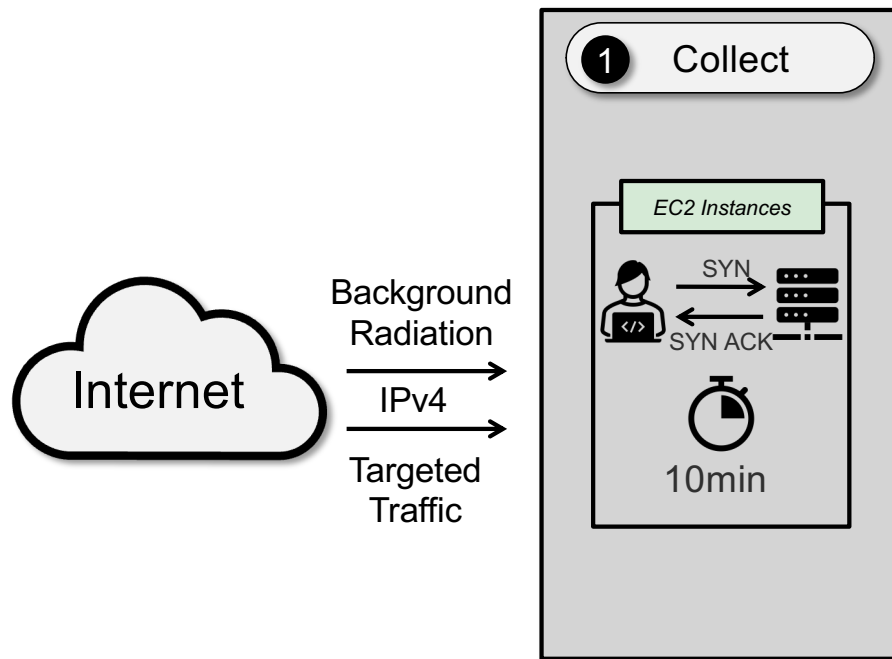 1 Collect
EC2 Instances
SYN
</>
SYN ACK
10min
Internet
Background
Radiation
IPv4
Targeted
Traffic